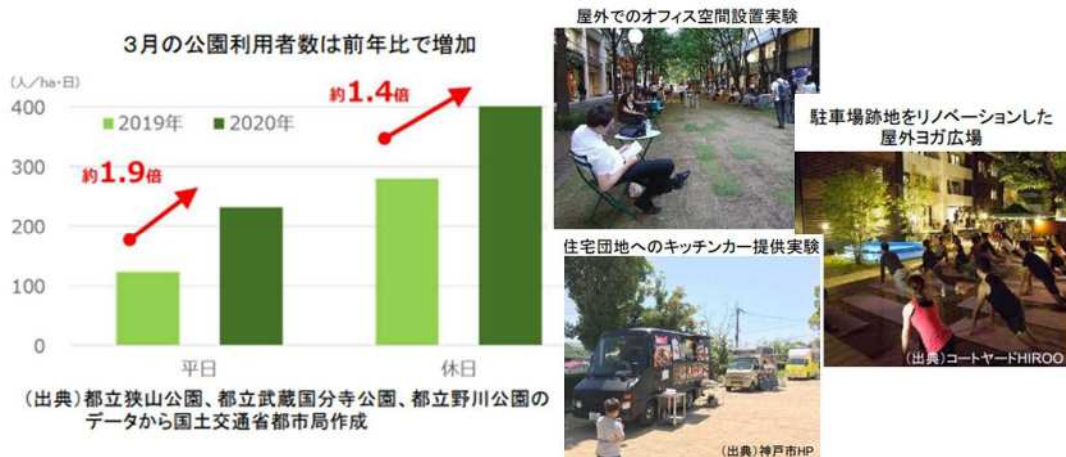 3月の公園利用者数は前年比で増加
(人/ha・日)
400
300
200
100
0
2019年
2020年
約1.9倍
約1.4倍
平日
休日
(出典)都立狭山公園、都立武蔵国分寺公園、都立野川公園の
データから国土交通省都市局作成
屋外でのオフィス空間設置実験
住宅団地へのキッチンカー提供実験
(出典)神戸市HP
駐車場跡地をリノベーションした
屋外ヨガ広場
(出典)コートヤードHIROO